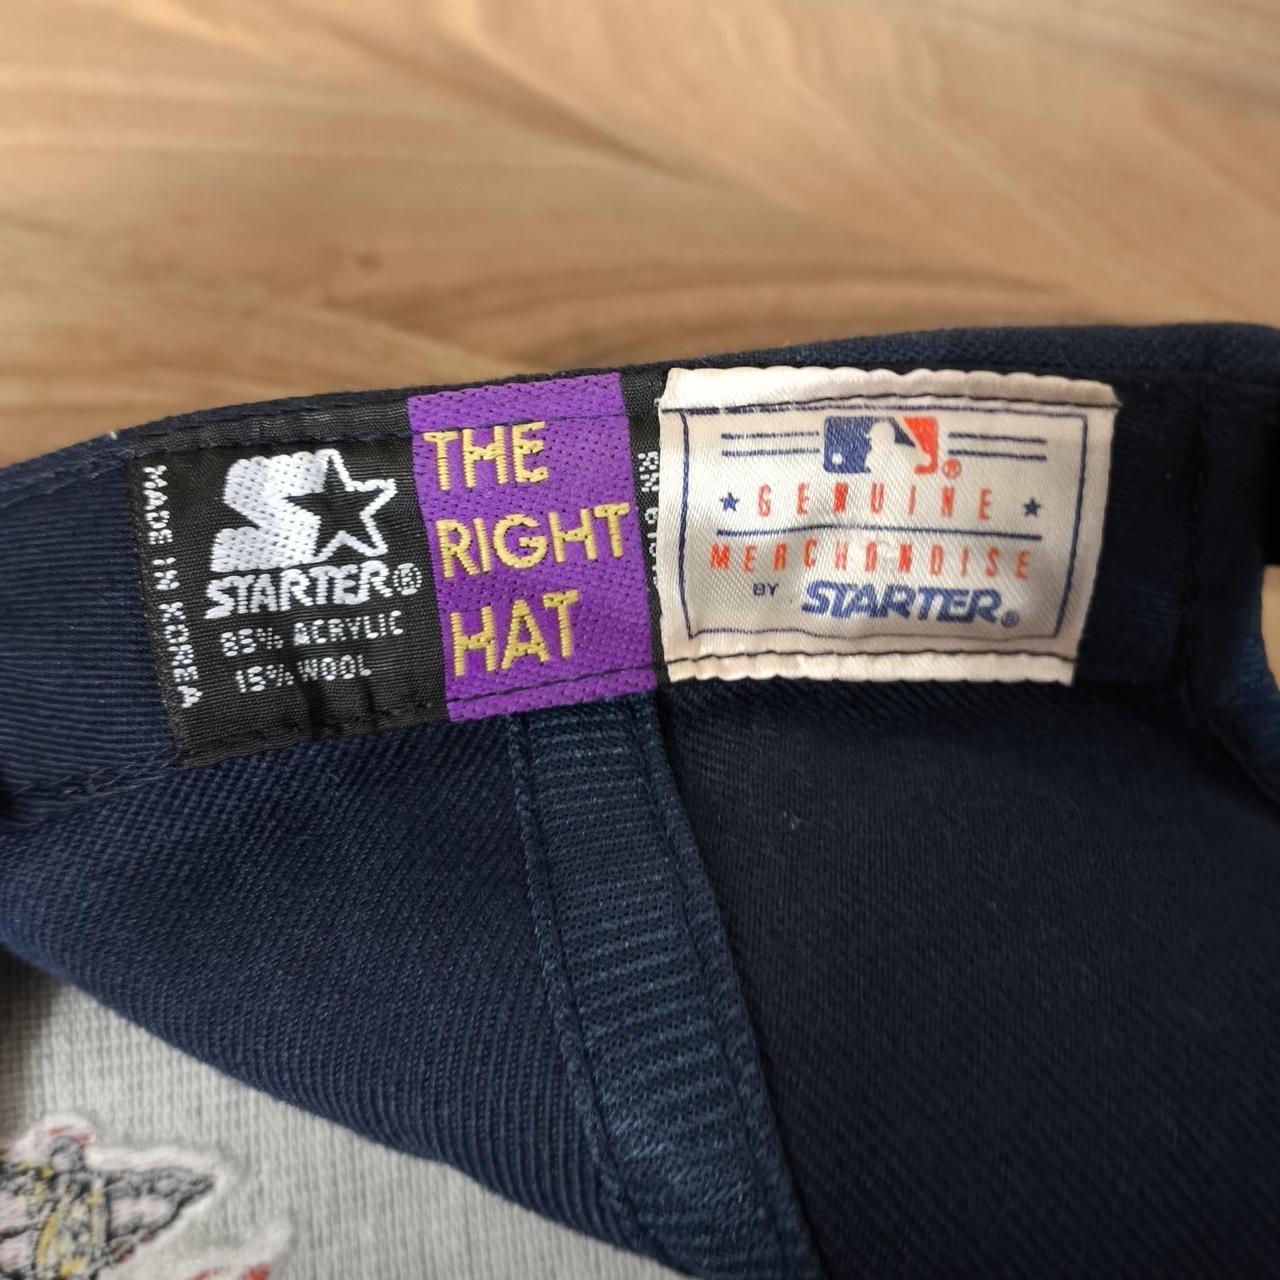 MADE IN KOREA
STARTER®
85% ACRYLIC
15% WOOL
THE
RIGHT
HAT
®
GENUINE
MERCHANDISE
BY STARTER®